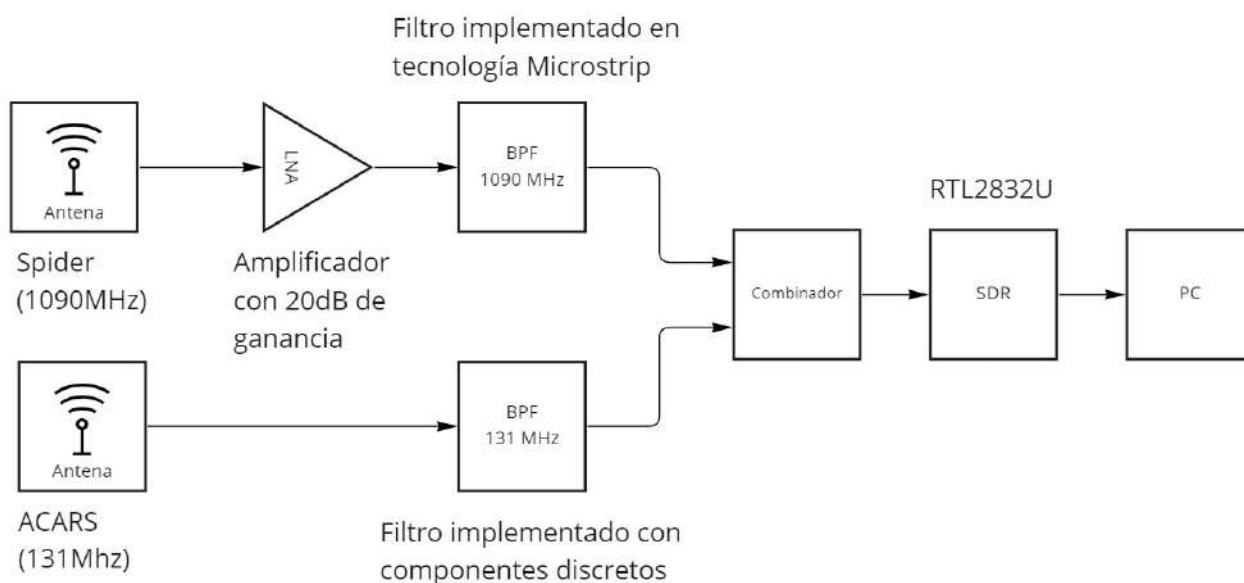 Filtro implementado en
tecnología Microstrip
Antena
Spider
(1090MHz)
LNA
Amplificador
con 20dB de
ganancia
BPF
1090 MHz
Antena
ACARS
(131Mhz)
BPF
131 MHz
Filtro implementado con
componentes discretos
Combinador
RTL2832U
SDR
PC